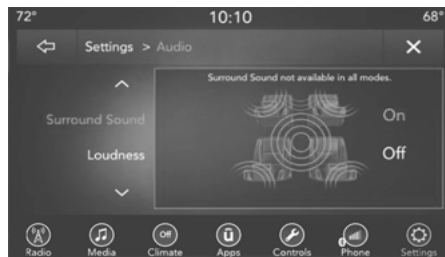 72° 10:10 68°
Settings > Audio
Surround Sound not available in all modes.
Surround Sound
On
Loudness
Off
Off
Radio Media Climate Apps Controls Phone Settings